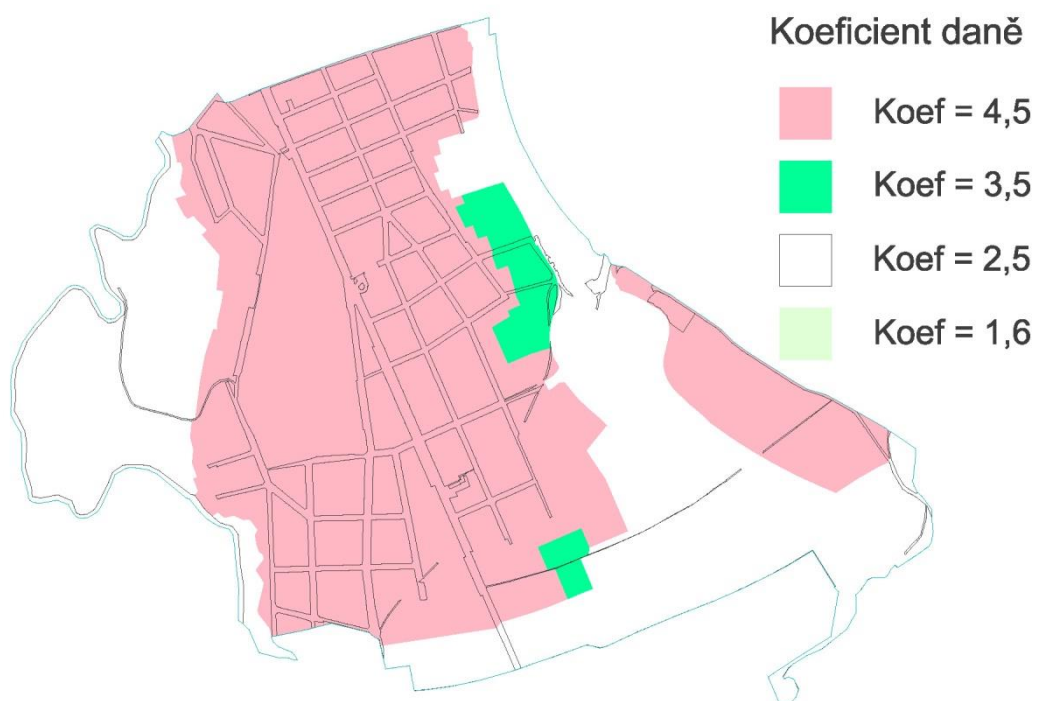 Koeficient daně
Koef = 4,5
Koef = 3,5
Koef = 2,5
Koef = 1,6